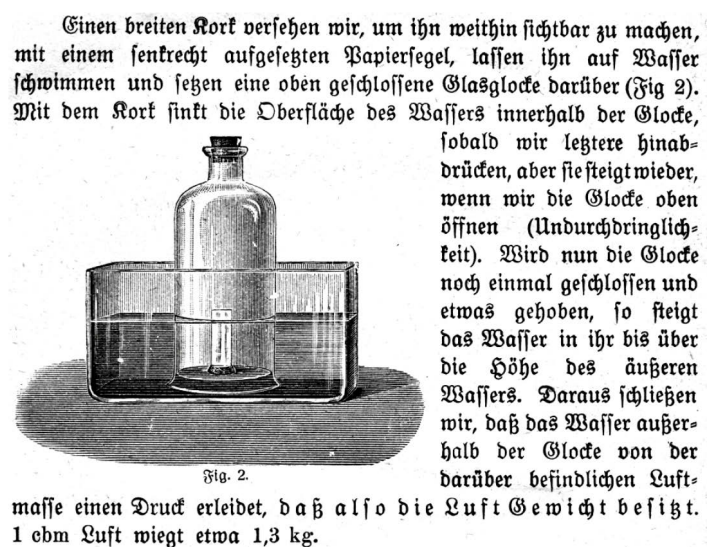 Einen breiten Kork versehen wir, um ihn weithin sichtbar zu machen,
mit einem senkrecht aufgesetzten Papiersegel, lassen ihn auf Wasser
schwimmen und setzen eine oben geschlossene Glasglocke darüber (Fig 2).
Mit dem Kork sinkt die Oberfläche des Wassers innerhalb der Glocke,
sobald wir letztere hinab=
drücken, aber sie steigt wieder,
wenn wir die Glocke oben
öffnen (Undurchdringlich=
keit). Wird nun die Glocke
noch einmal geschlossen und
etwas gehoben, so steigt
das Wasser in ihr bis über
die Höhe des äußeren
Wassers. Daraus schließen
wir, daß das Wasser außer=
halb der Glocke von der
darüber befindlichen Luft=
Fig. 2.
masse einen Druck erleidet, daß also die Luft Gewicht besitzt.
1 cbm Luft wiegt etwa 1,3 kg.